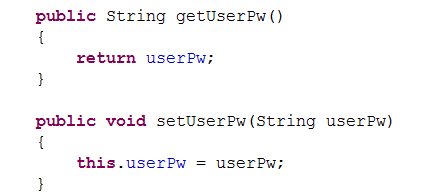 public String getUserPw()
{
    return userPw;
}
public void setUserPw(String userPw)
{
    this.userPw = userPw;
}